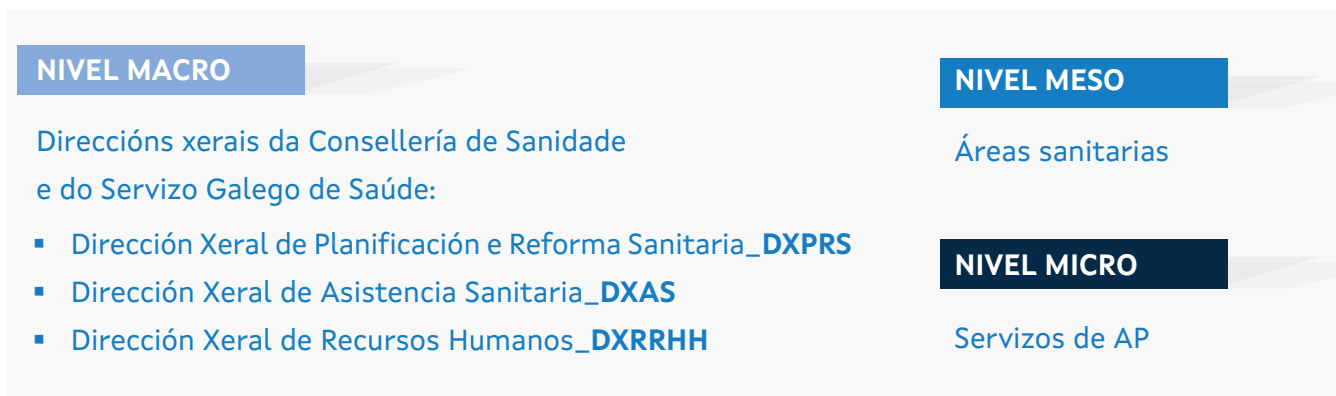 NIVEL MACRO
Direccións xerais da Consellería de Sanidade
e do Servizo Galego de Saúde:
▪ Dirección Xeral de Planificación e Reforma Sanitaria_DXPRS
▪ Dirección Xeral de Asistencia Sanitaria_DXAS
▪ Dirección Xeral de Recursos Humanos_DXRRHH
NIVEL MESO
Áreas sanitarias
NIVEL MICRO
Servizos de AP